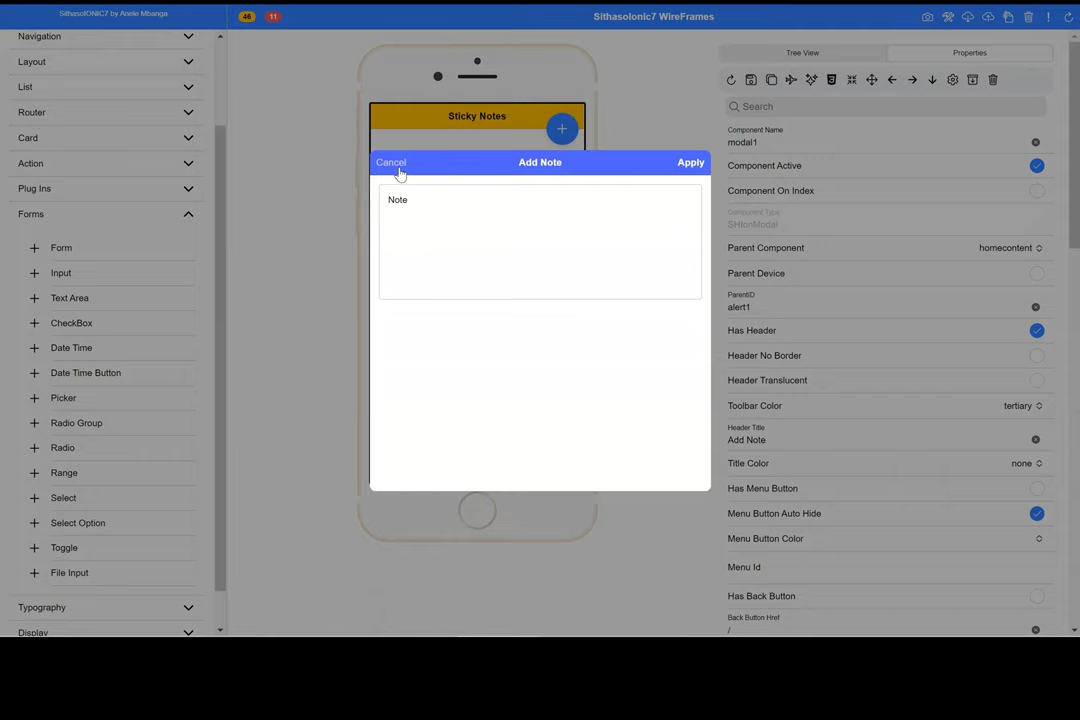 SithasoIONIC7 by Anele Mbanga
46
11
SithasoIonic7 WireFrames
Navigation
Layout
List
Router
Card
Action
Plug Ins
Forms
Form
Input
Text Area
CheckBox
Date Time
Date Time Button
Picker
Radio Group
Radio
Range
Select
Select Option
Toggle
File Input
Typography
Display
Sticky Notes
Cancel
Add Note
Apply
Note
Tree View
Properties
Search
Component Name
modal1
Component Active
Component On Index
Component Type
SHIonModal
Parent Component homecontent
Parent Device
ParentID
alert1
Has Header
Header No Border
Header Translucent
Toolbar Color tertiary
Header Title
Add Note
Title Color none
Has Menu Button
Menu Button Auto Hide
Menu Button Color
Menu Id
Has Back Button
Back Button Href
/